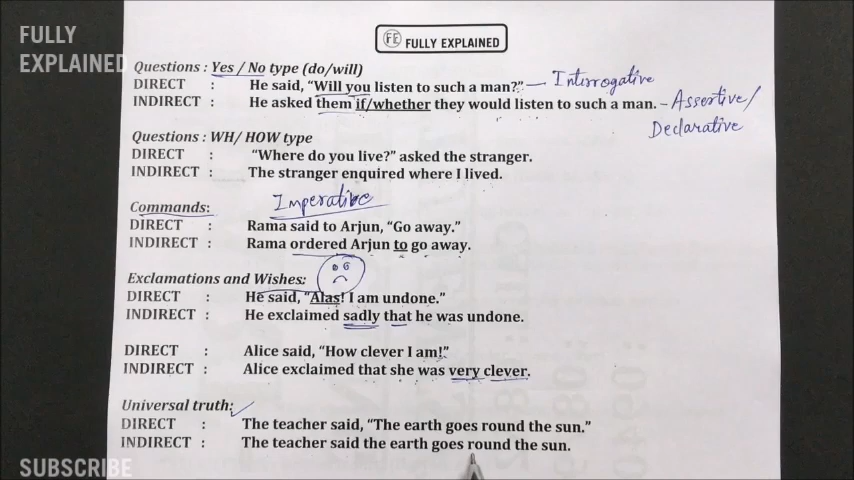 FULLY
EXPLAINED
FE FULLY EXPLAINED
Questions : Yes / No type (do/will)
DIRECT : He said, “Will you listen to such a man?” — Interrogative
INDIRECT : He asked them if/whether they would listen to such a man. - Assertive/
Declarative
Questions : WH/ HOW type
DIRECT : “Where do you live?” asked the stranger.
INDIRECT : The stranger enquired where I lived.
Commands: Imperative
DIRECT : Rama said to Arjun, “Go away.”
INDIRECT : Rama ordered Arjun to go away.
Exclamations and Wishes:
DIRECT : He said, “Alas! I am undone.”
INDIRECT : He exclaimed sadly that he was undone.
DIRECT : Alice said, “How clever I am!”
INDIRECT : Alice exclaimed that she was very clever.
Universal truth:
DIRECT : The teacher said, “The earth goes round the sun.”
INDIRECT : The teacher said the earth goes round the sun.
SUBSCRIBE